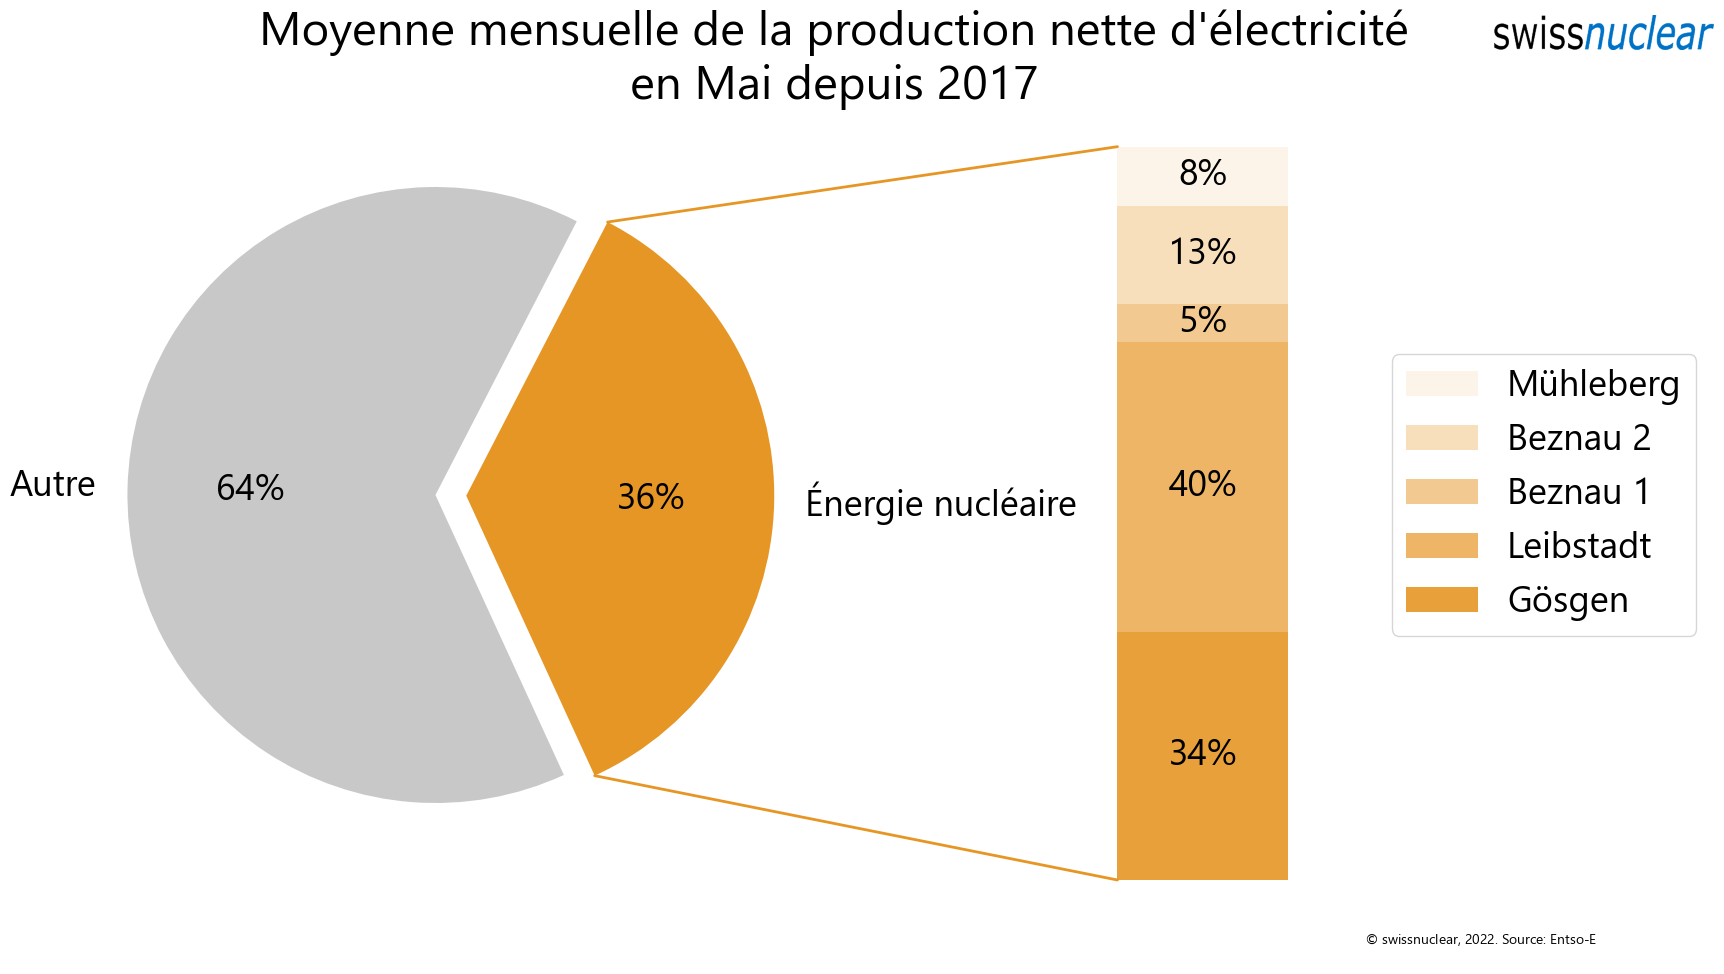 Moyenne mensuelle de la production nette d'électricité
en Mai depuis 2017
swissnuclear
Autre
64%
36%
Énergie nucléaire
8%
13%
5%
40%
34%
Mühleberg
Beznau 2
Beznau 1
Leibstadt
Gösgen
© swissnuclear, 2022. Source: Entso-E